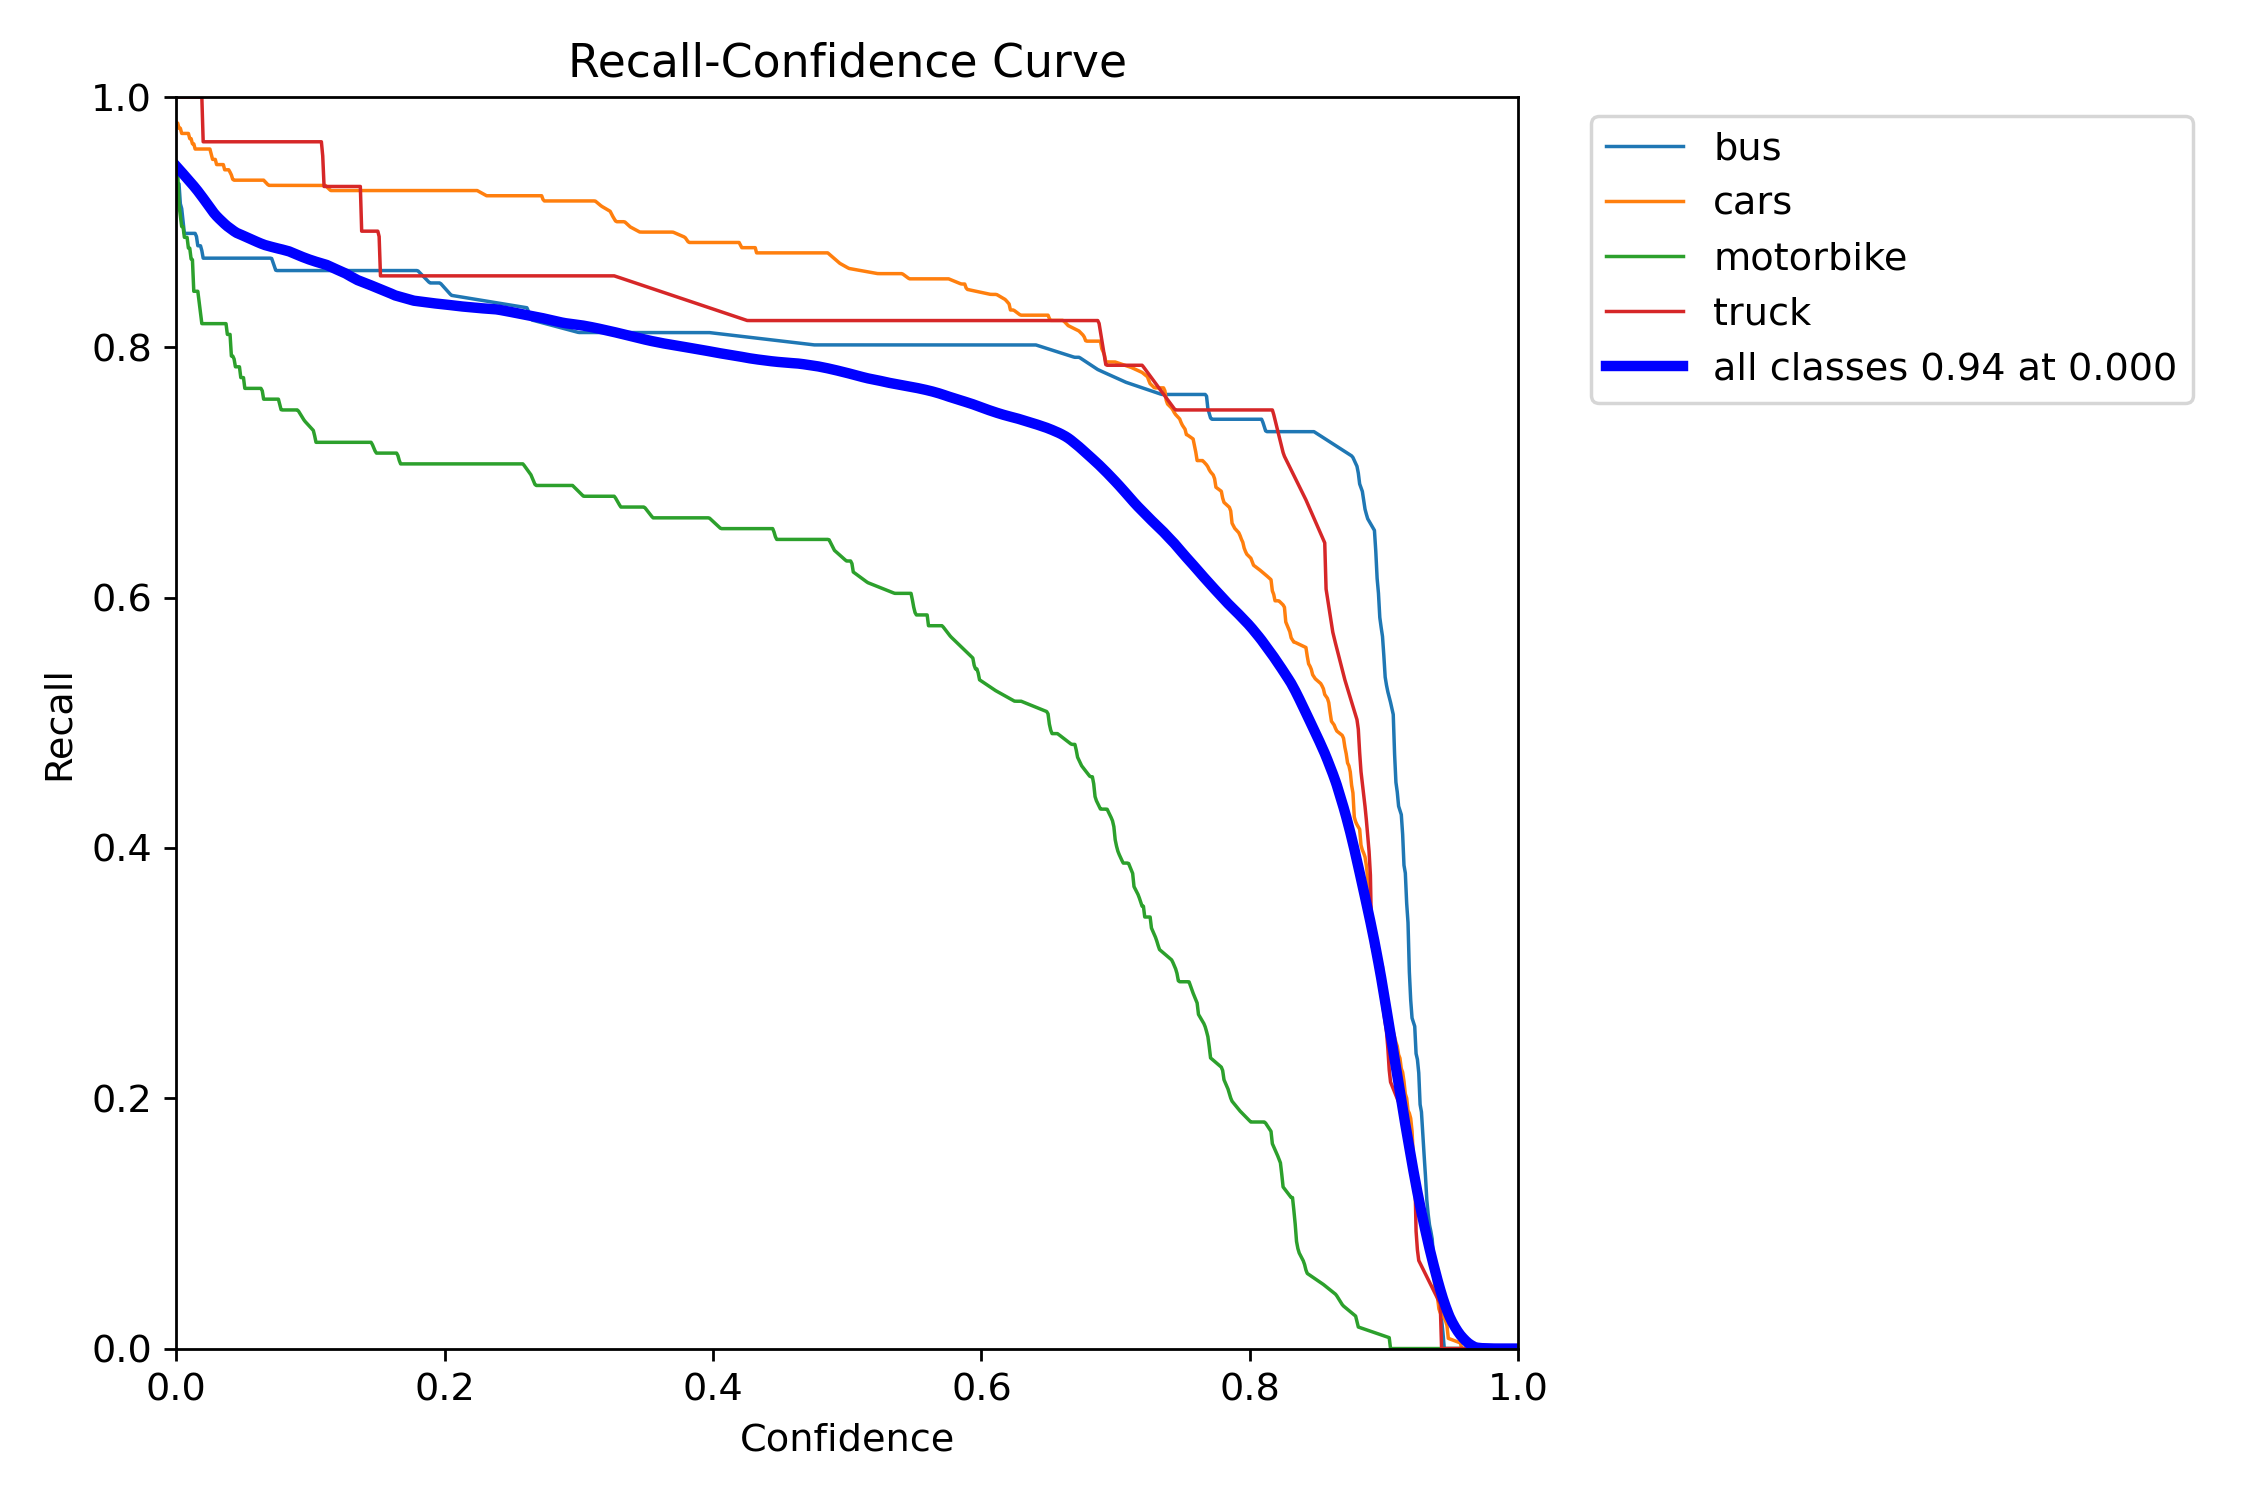 Recall-Confidence Curve
1.0
0.8
0.6
0.4
0.2
0.0
Recall
0.0 0.2 0.4 0.6 0.8 1.0
Confidence
bus
cars
motorbike
truck
all classes 0.94 at 0.000